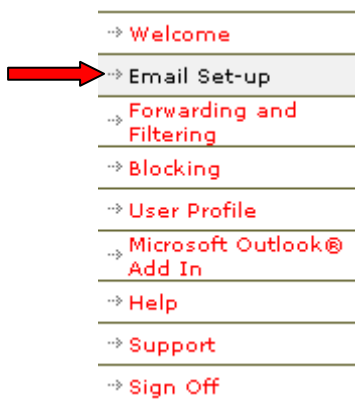 Welcome
Email Set-up
Forwarding and
Filtering
Blocking
User Profile
Microsoft Outlook®
Add In
Help
Support
Sign Off